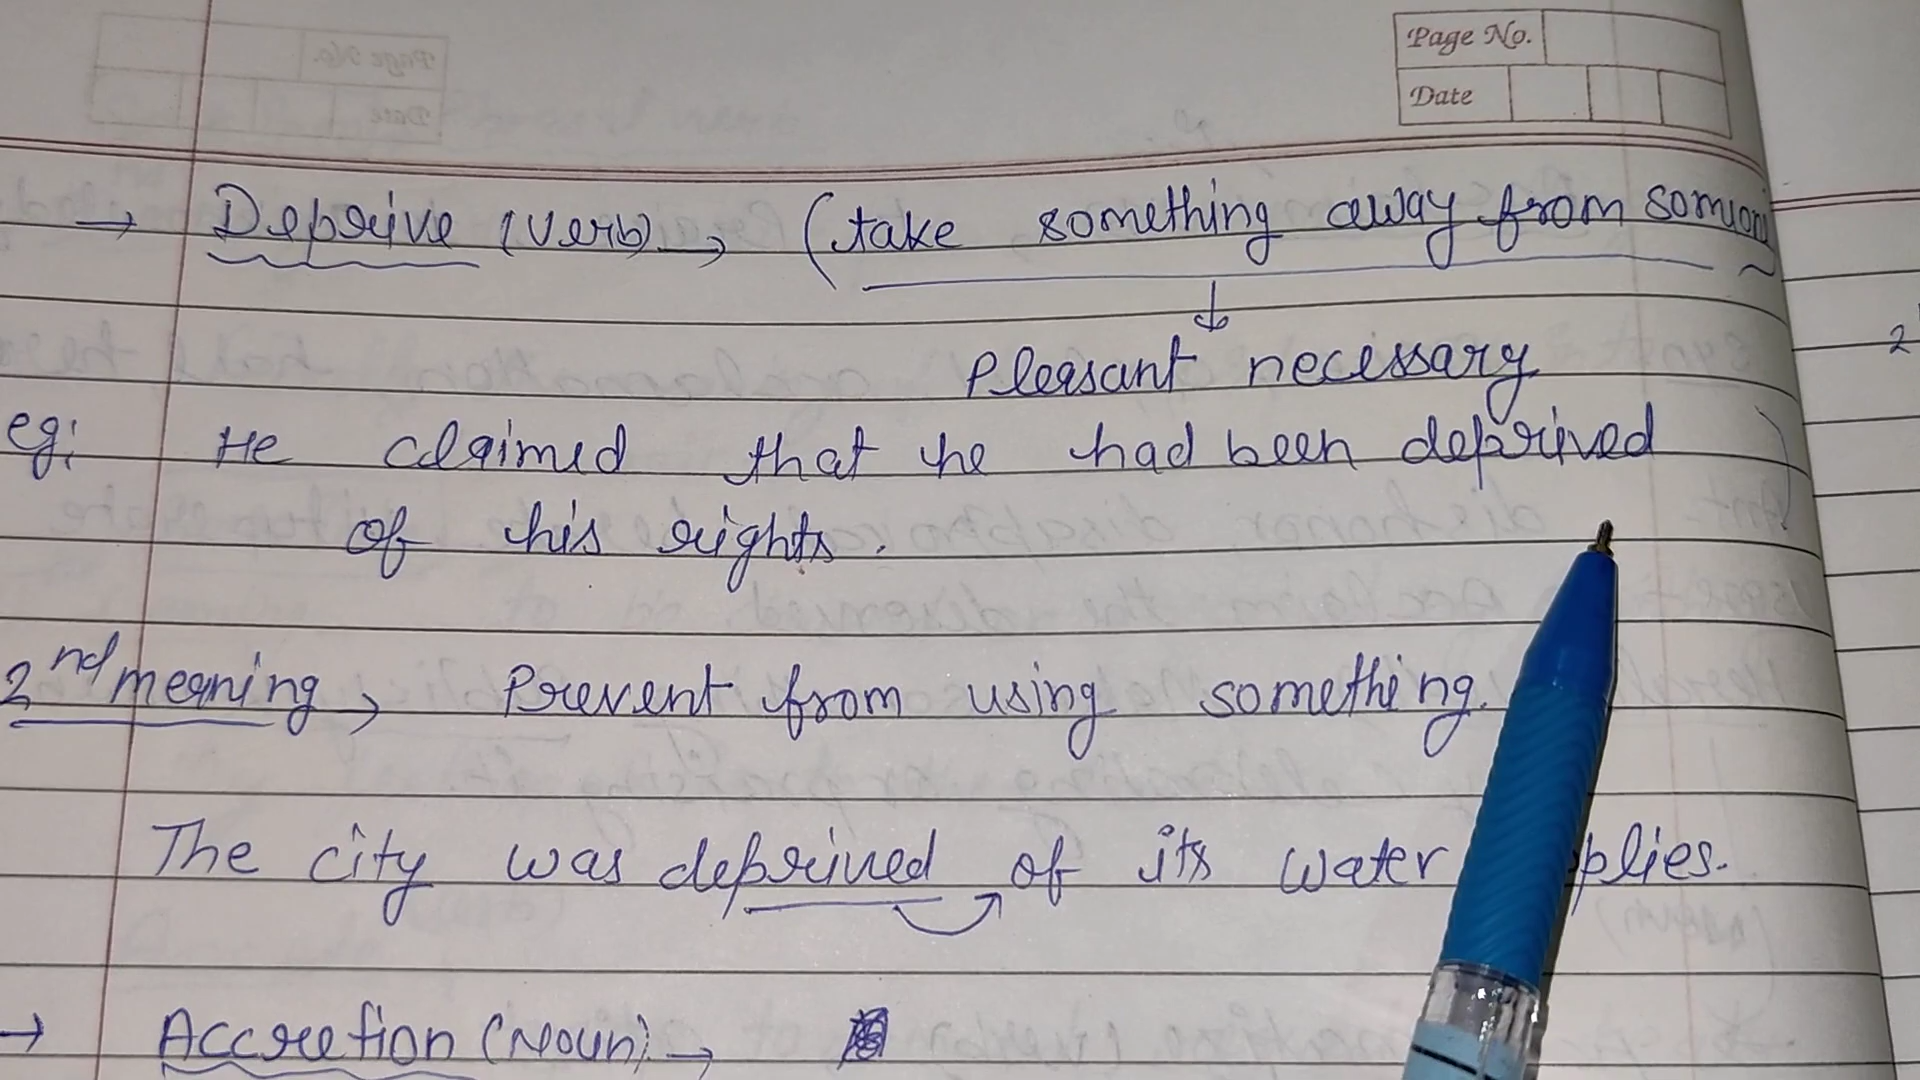 Page No.
Date
→ Deprive (verb) → (take something away from
↓
Pleasant necessary
eg: He claimed that he had been deprived
of his rights.
2nd meaning → Prevent from using something.
The city was deprived of its water plies.
→ Accretion (Noun) →
2